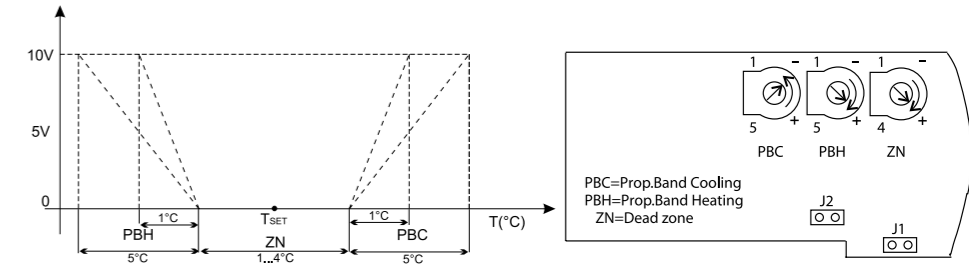 10V
5V
0
1°C
TSET
1°C
T(°C)
PBH
ZN
PBC
5°C
1...4°C
5°C
1 - 1 - 1 -
5 + 5 + 4 +
PBC PBH ZN
PBC=Prop.Band Cooling
PBH=Prop.Band Heating
ZN=Dead zone
J2
J1